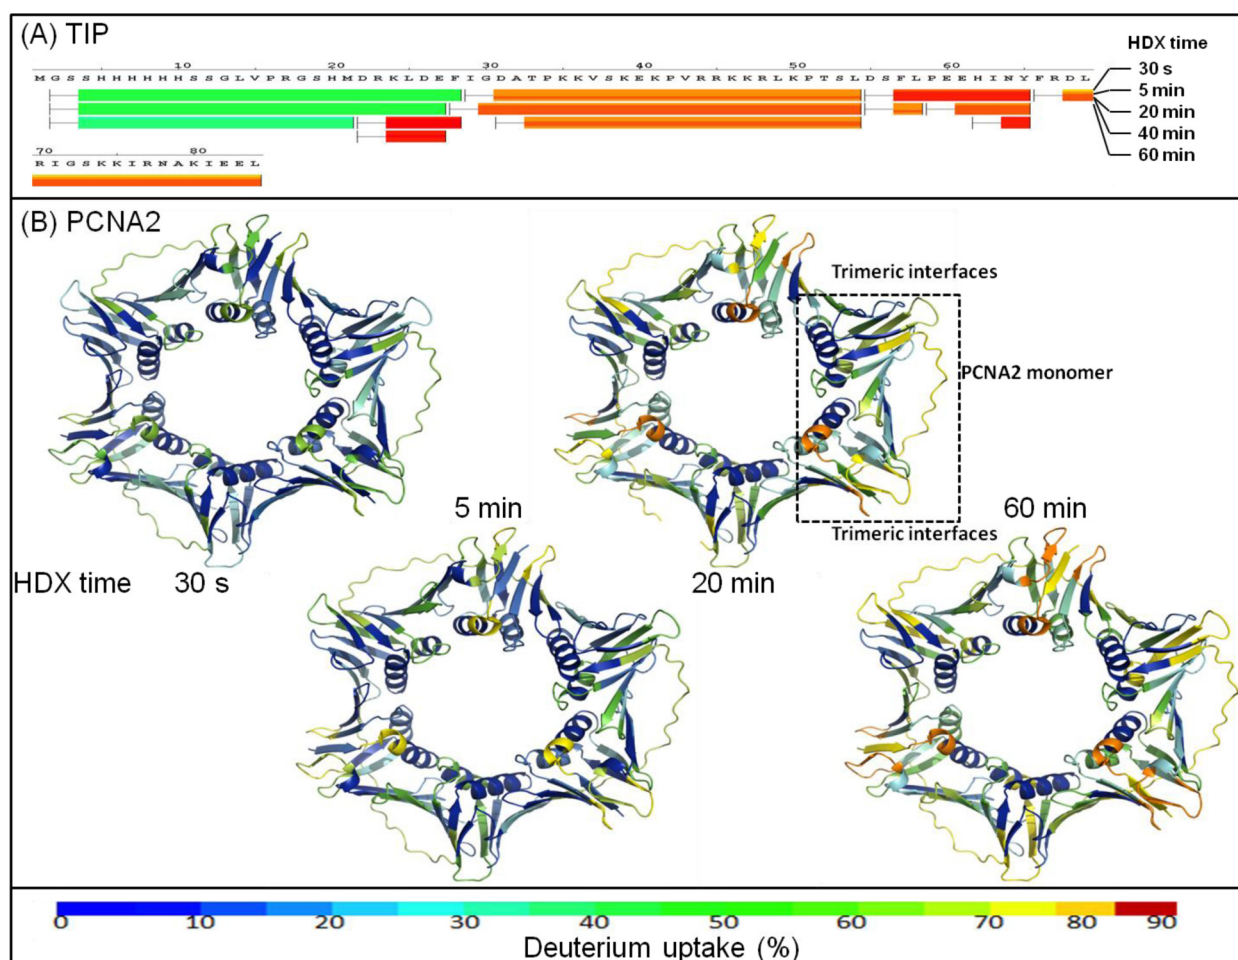 (A) TIP
HDX time
10 20 30 40 50 60
30 s
M G S S H H H H H H S S G L V P R G S H M D R K L D E F I G D A T P K K V S K E K P V R R K K R L K P T S L D S F L P E E H I N Y F R D L
5 min
20 min
40 min
60 min
70 80
R I G S K K I R N A K I E E L
(B) PCNA2
Trimeric interfaces
PCNA2 monomer
5 min
60 min
Trimeric interfaces
HDX time 30 s 20 min
0 10 20 30 40 50 60 70 80 90
Deuterium uptake (%)